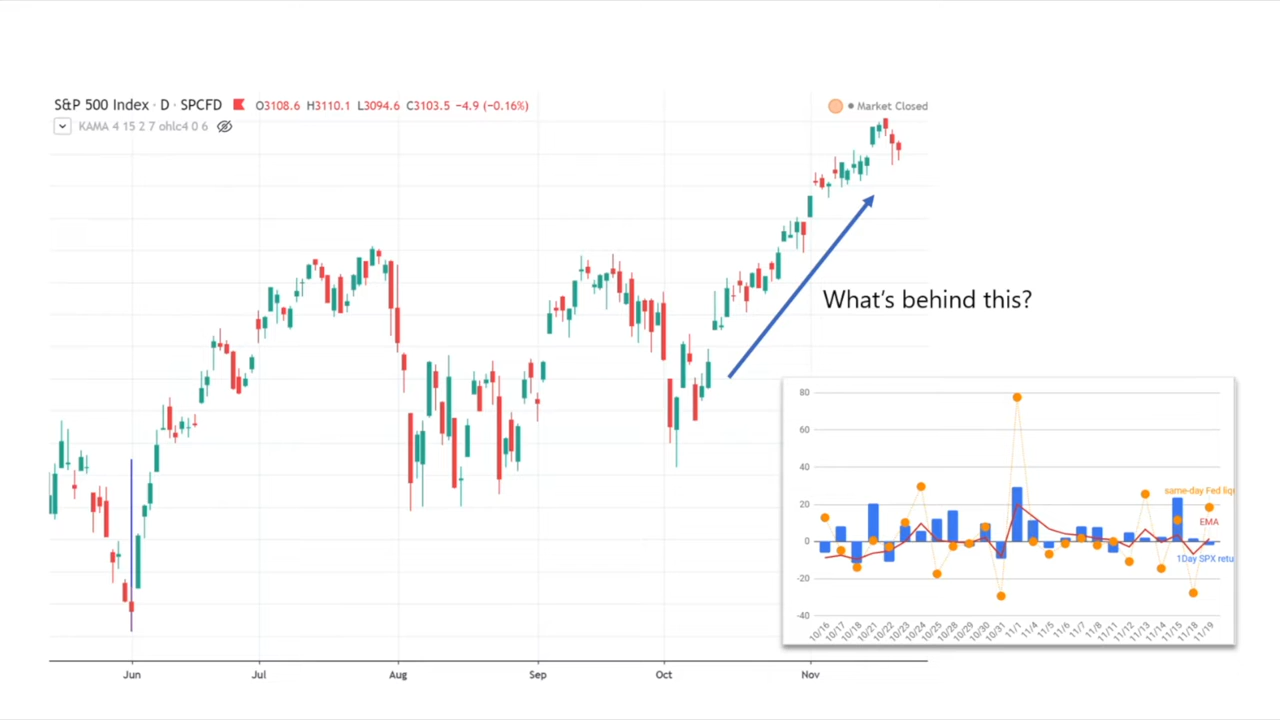 S&P 500 Index · D · SPCFD O3108.6 H3110.1 L3094.6 C3103.5 −4.9 (−0.16%)
Market Closed
KAMA 4 15 2 7 ohlc4 0 6
What's behind this?
80
60
40
20
0
-20
-40
same-day Fed liqu
EMA
1Day SPX retu
10/16 10/17 10/18 10/21 10/22 10/23 10/24 10/25 10/28 10/29 10/30 10/31 11/1 11/4 11/5 11/6 11/7 11/8 11/11 11/12 11/13 11/14 11/15 11/18 11/19
Jun Jul Aug Sep Oct Nov